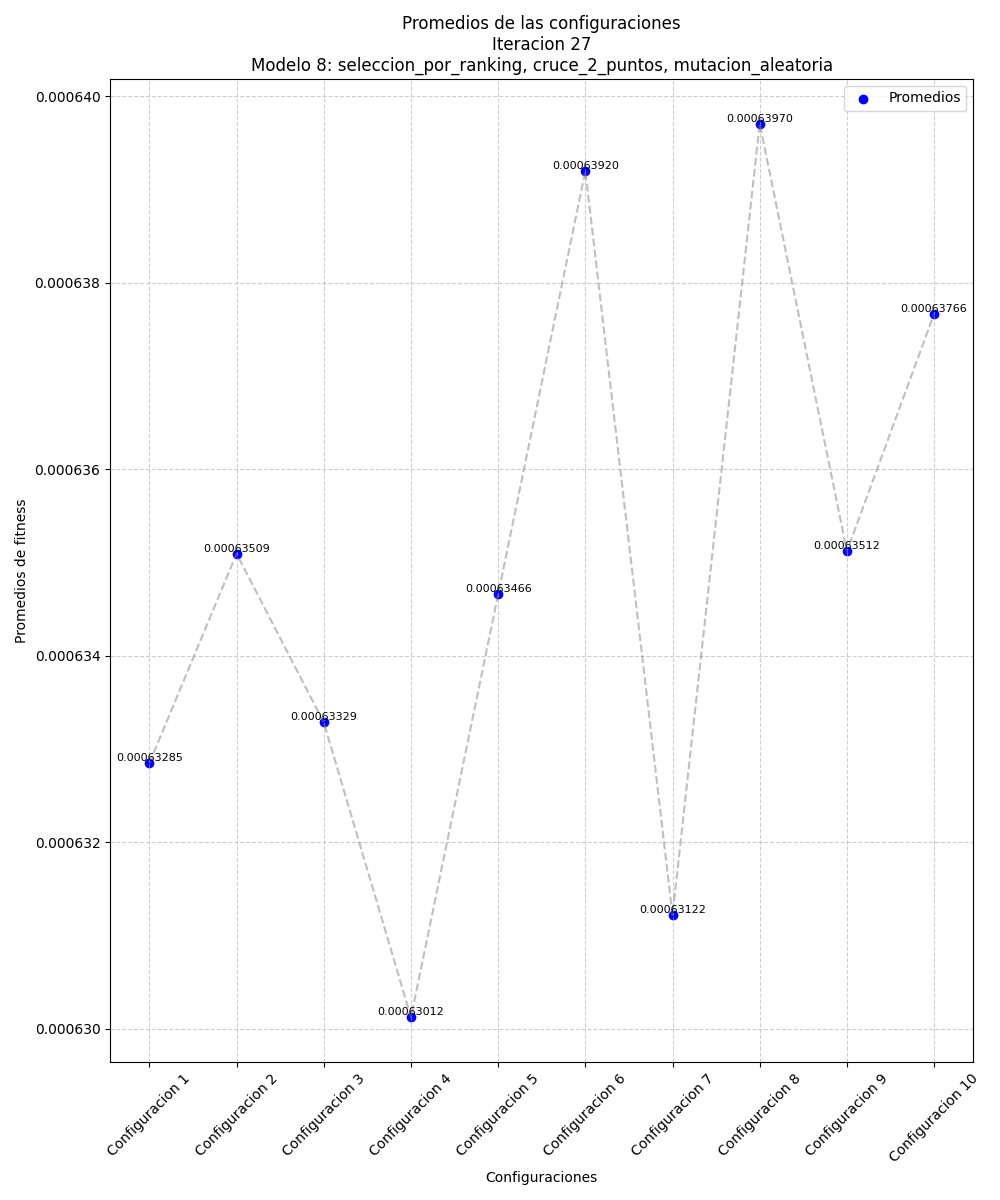 Promedios de las configuraciones
Iteracion 27
Modelo 8: seleccion_por_ranking, cruce_2_puntos, mutacion_aleatoria
Promedios
0.000640
0.000638
0.000636
0.000634
0.000632
0.000630
Promedios de fitness
0.00063285
0.00063509
0.00063329
0.00063012
0.00063466
0.00063920
0.00063122
0.00063970
0.00063512
0.00063766
Configuracion 1
Configuracion 2
Configuracion 3
Configuracion 4
Configuracion 5
Configuracion 6
Configuracion 7
Configuracion 8
Configuracion 9
Configuracion 10
Configuraciones